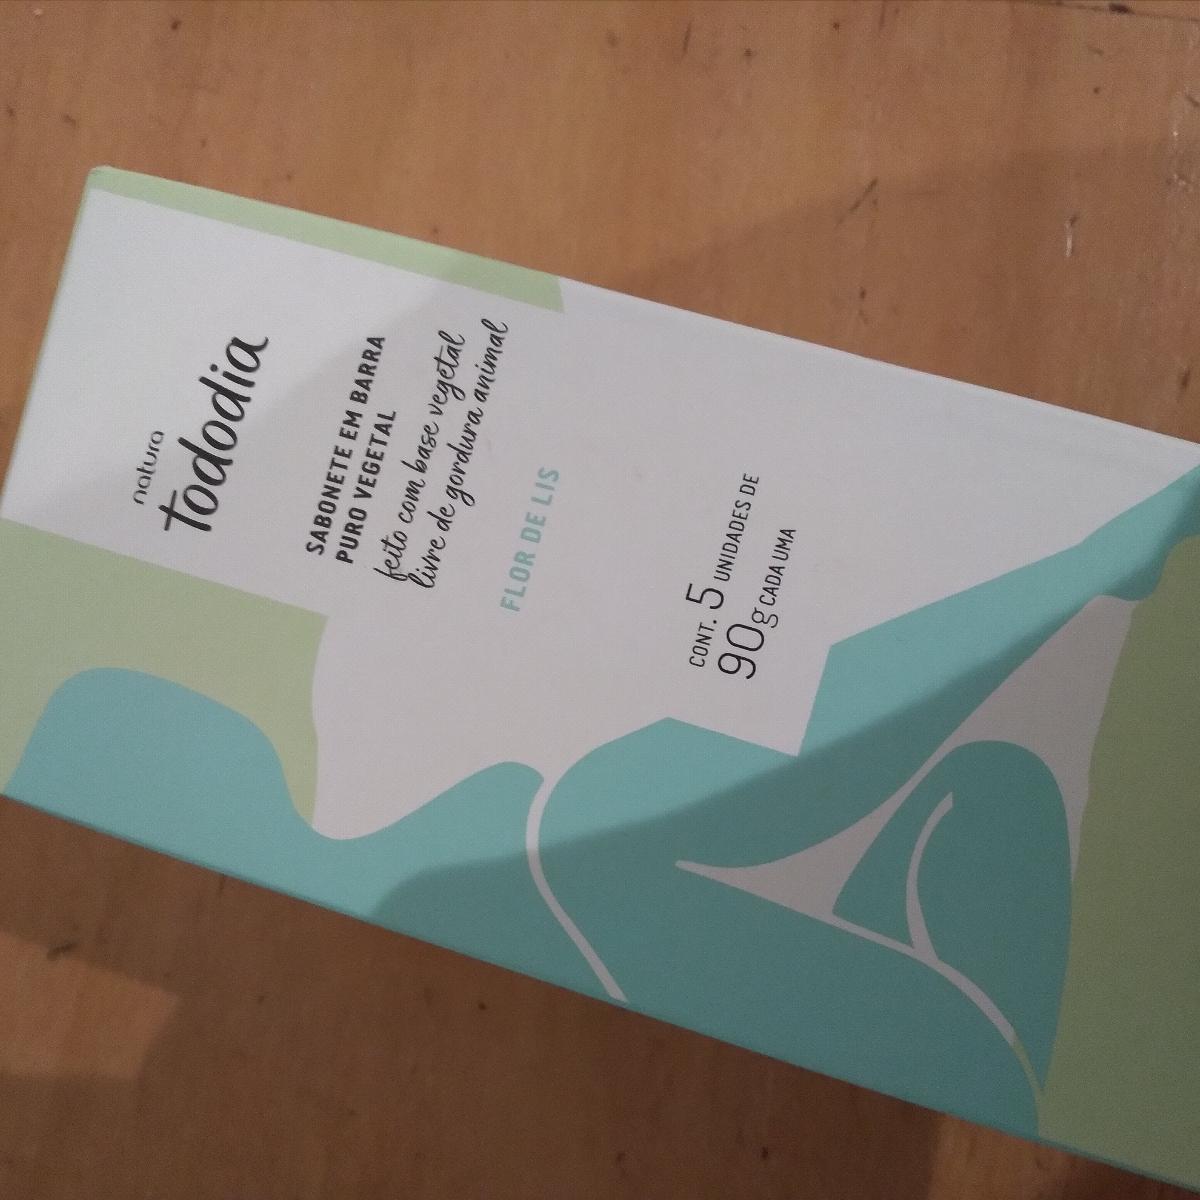 natura
tododia
SABONETE EM BARRA
PURO VEGETAL
feito com base vegetal
livre de gordura animal
FLOR DE LIS
CONT. 5 UNIDADES DE
90g CADA UMA